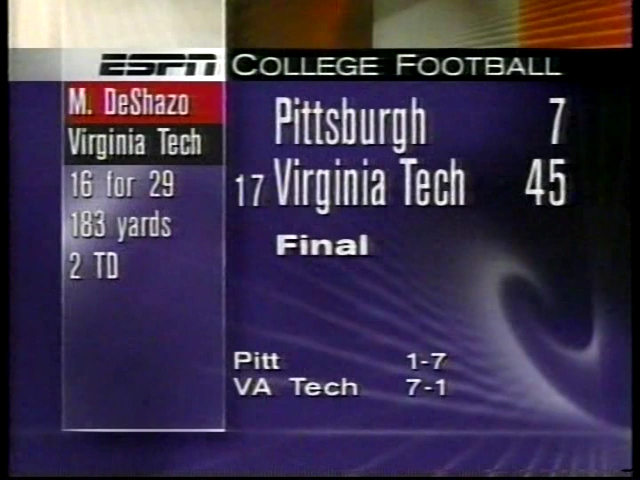 ESPN COLLEGE FOOTBALL
M. DeShazo
Virginia Tech
16 for 29
183 yards
2 TD
Pittsburgh 7
17 Virginia Tech 45
Final
Pitt 1-7
VA Tech 7-1